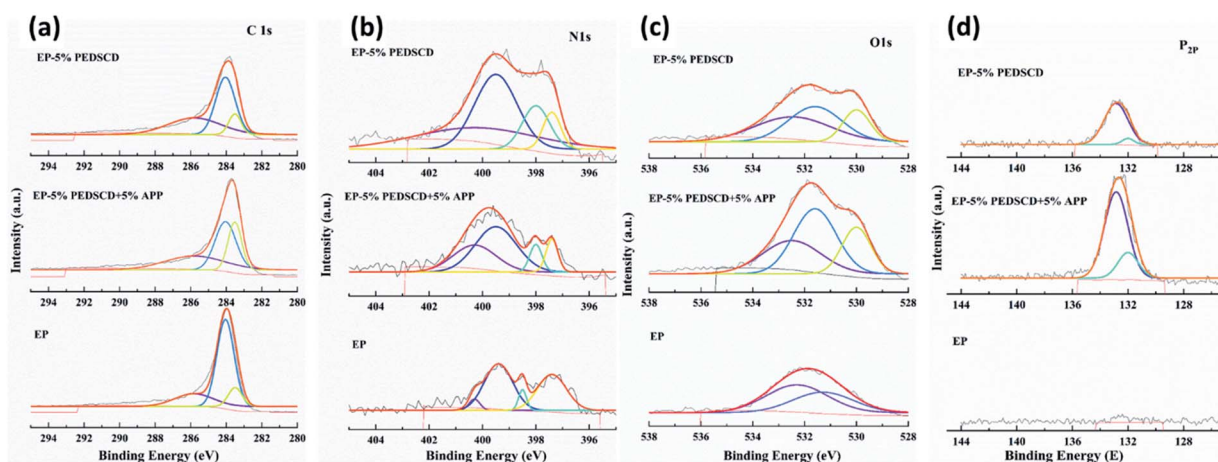 (a)
C 1s
EP-5% PEDSCD
EP-5% PEDSCD+5% APP
EP
Intensity (a.u.)
294 292 290 288 286 284 282 280
294 292 290 288 286 284 282 280
294 292 290 288 286 284 282 280
Binding Energy (eV)
(b)
N1s
EP-5% PEDSCD
EP-5% PEDSCD+5% APP
EP
Intensity (a.u.)
404 402 400 398 396
404 402 400 398 396
404 402 400 398 396
Binding Energy (eV)
(c)
O1s
EP-5% PEDSCD
EP-5% PEDSCD+5% APP
EP
Intensity (a.u.)
538 536 534 532 530 528
538 536 534 532 530 528
538 536 534 532 530 528
Binding Energy (eV)
(d)
P2P
EP-5% PEDSCD
EP-5% PEDSCD+5% APP
EP
Intensity (a.u.)
144 140 136 132 128
144 140 136 132 128
144 140 136 132 128
Binding Energy (E)